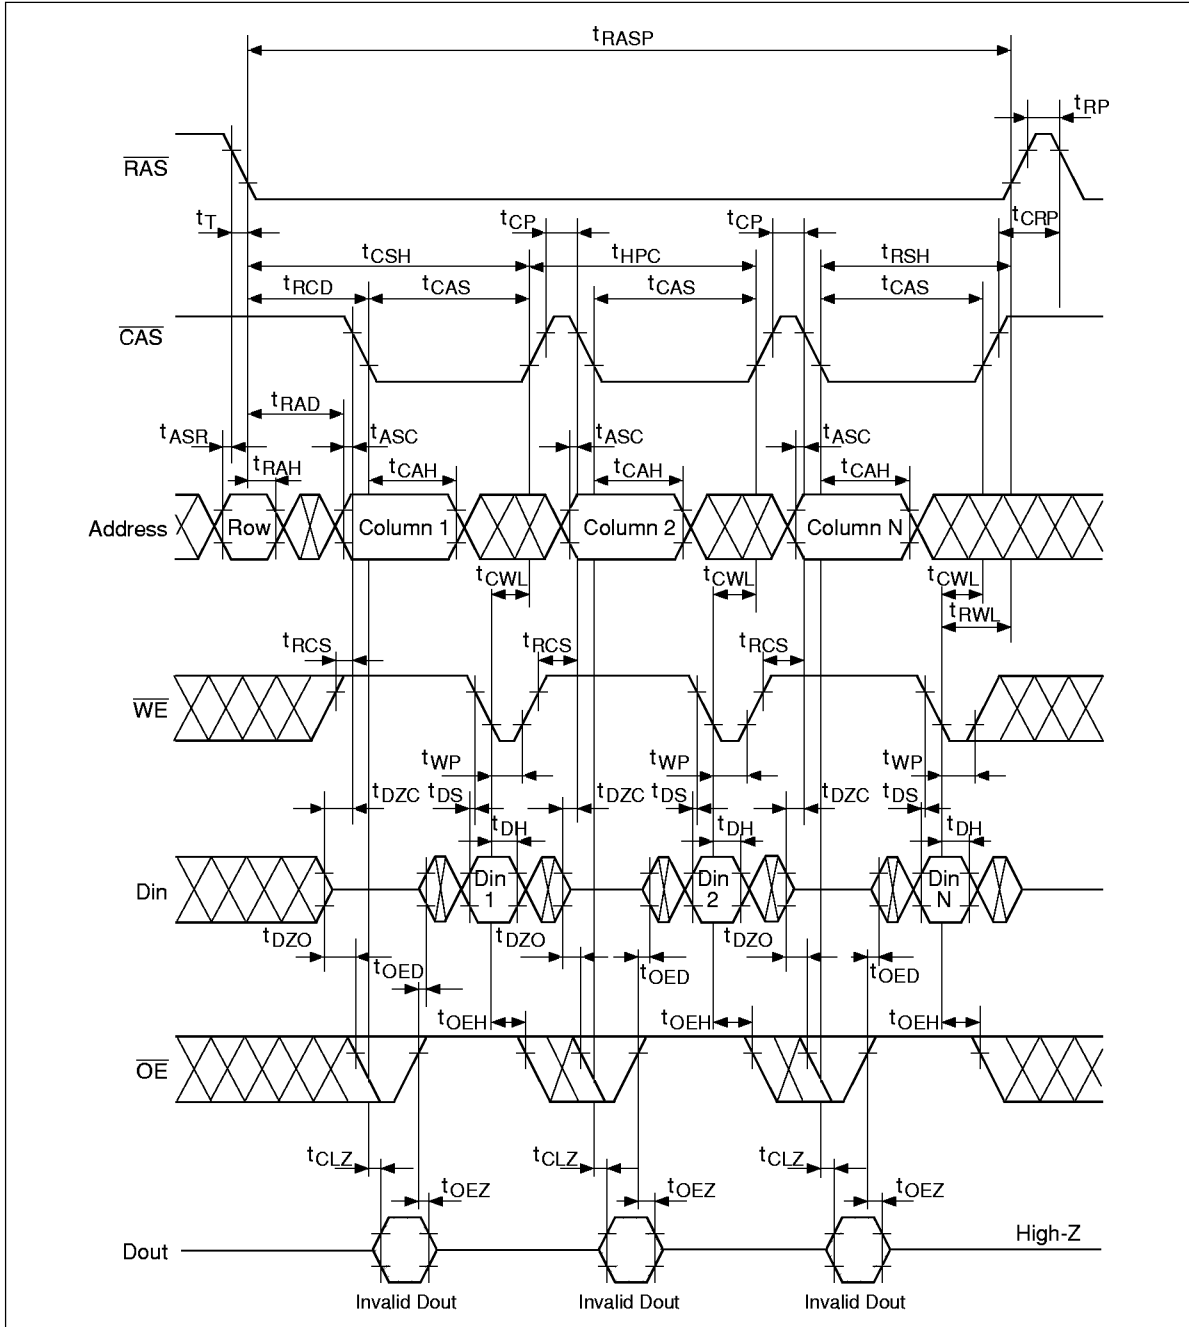 tRASP
tRP
RAS
tT tCP tCP tCRP
tCSH tHPC tRSH
tRCD tCAS tCAS tCAS
CAS
tRAD
tASR tASC tASC tASC
tRAH tCAH tCAH tCAH
Address Row Column 1 Column 2 Column N
tCWL tCWL tCWL
tRWL
tRCS tRCS tRCS
WE
tWP tWP tWP
tDZC tDS tDZC tDS tDZC tDS
tDH tDH tDH
Din Din 1 Din 2 Din N
tDZO tDZO tDZO
tOED tOED tOED
tOEH tOEH tOEH
OE
tCLZ tCLZ tCLZ
tOEZ tOEZ tOEZ
Dout High-Z
Invalid Dout Invalid Dout Invalid Dout